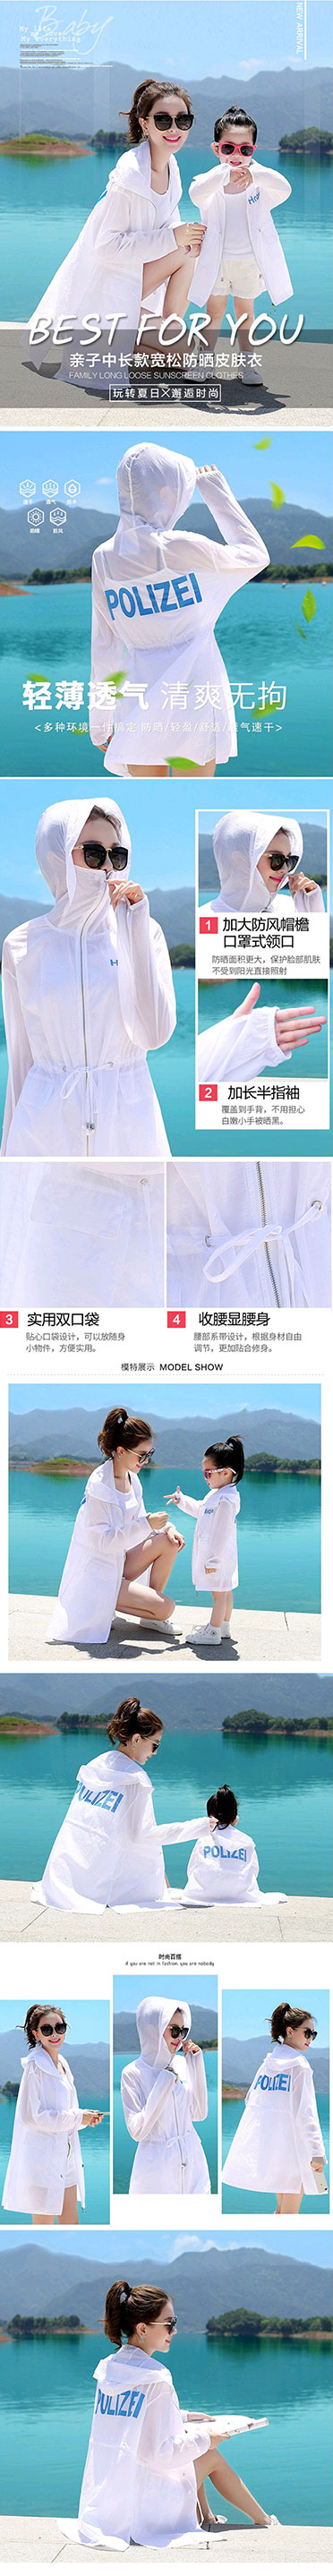 Baby
My life
My love
My everything
NEW ARRIVAL
BEST FOR YOU
亲子中长款宽松防晒皮肤衣
FAMILY LONG LOOSE SUNSCREEN CLOTHES
玩转夏日X邂逅时尚
POLIZEI
轻薄透气 清爽无拘
<多种环境一件搞定 防晒/轻盈/舒适/透气速干>
H
1 加大防风帽檐
口罩式领口
防晒面积更大，保护脸部肌肤
不受到阳光直接照射
2 加长半指袖
覆盖到手背，不用担心
白嫩小手被晒黑。
3 实用双口袋
贴心口袋设计，可以放随身
小物件，方便实用。
4 收腰显腰身
腰部系带设计，根据身材自由
调节，更加贴合修身。
模特展示 MODEL SHOW
POLIZEI
POLIZEI
时尚百搭
if you are not in fashion, you are nobody
POLIZEI
POLIZEI